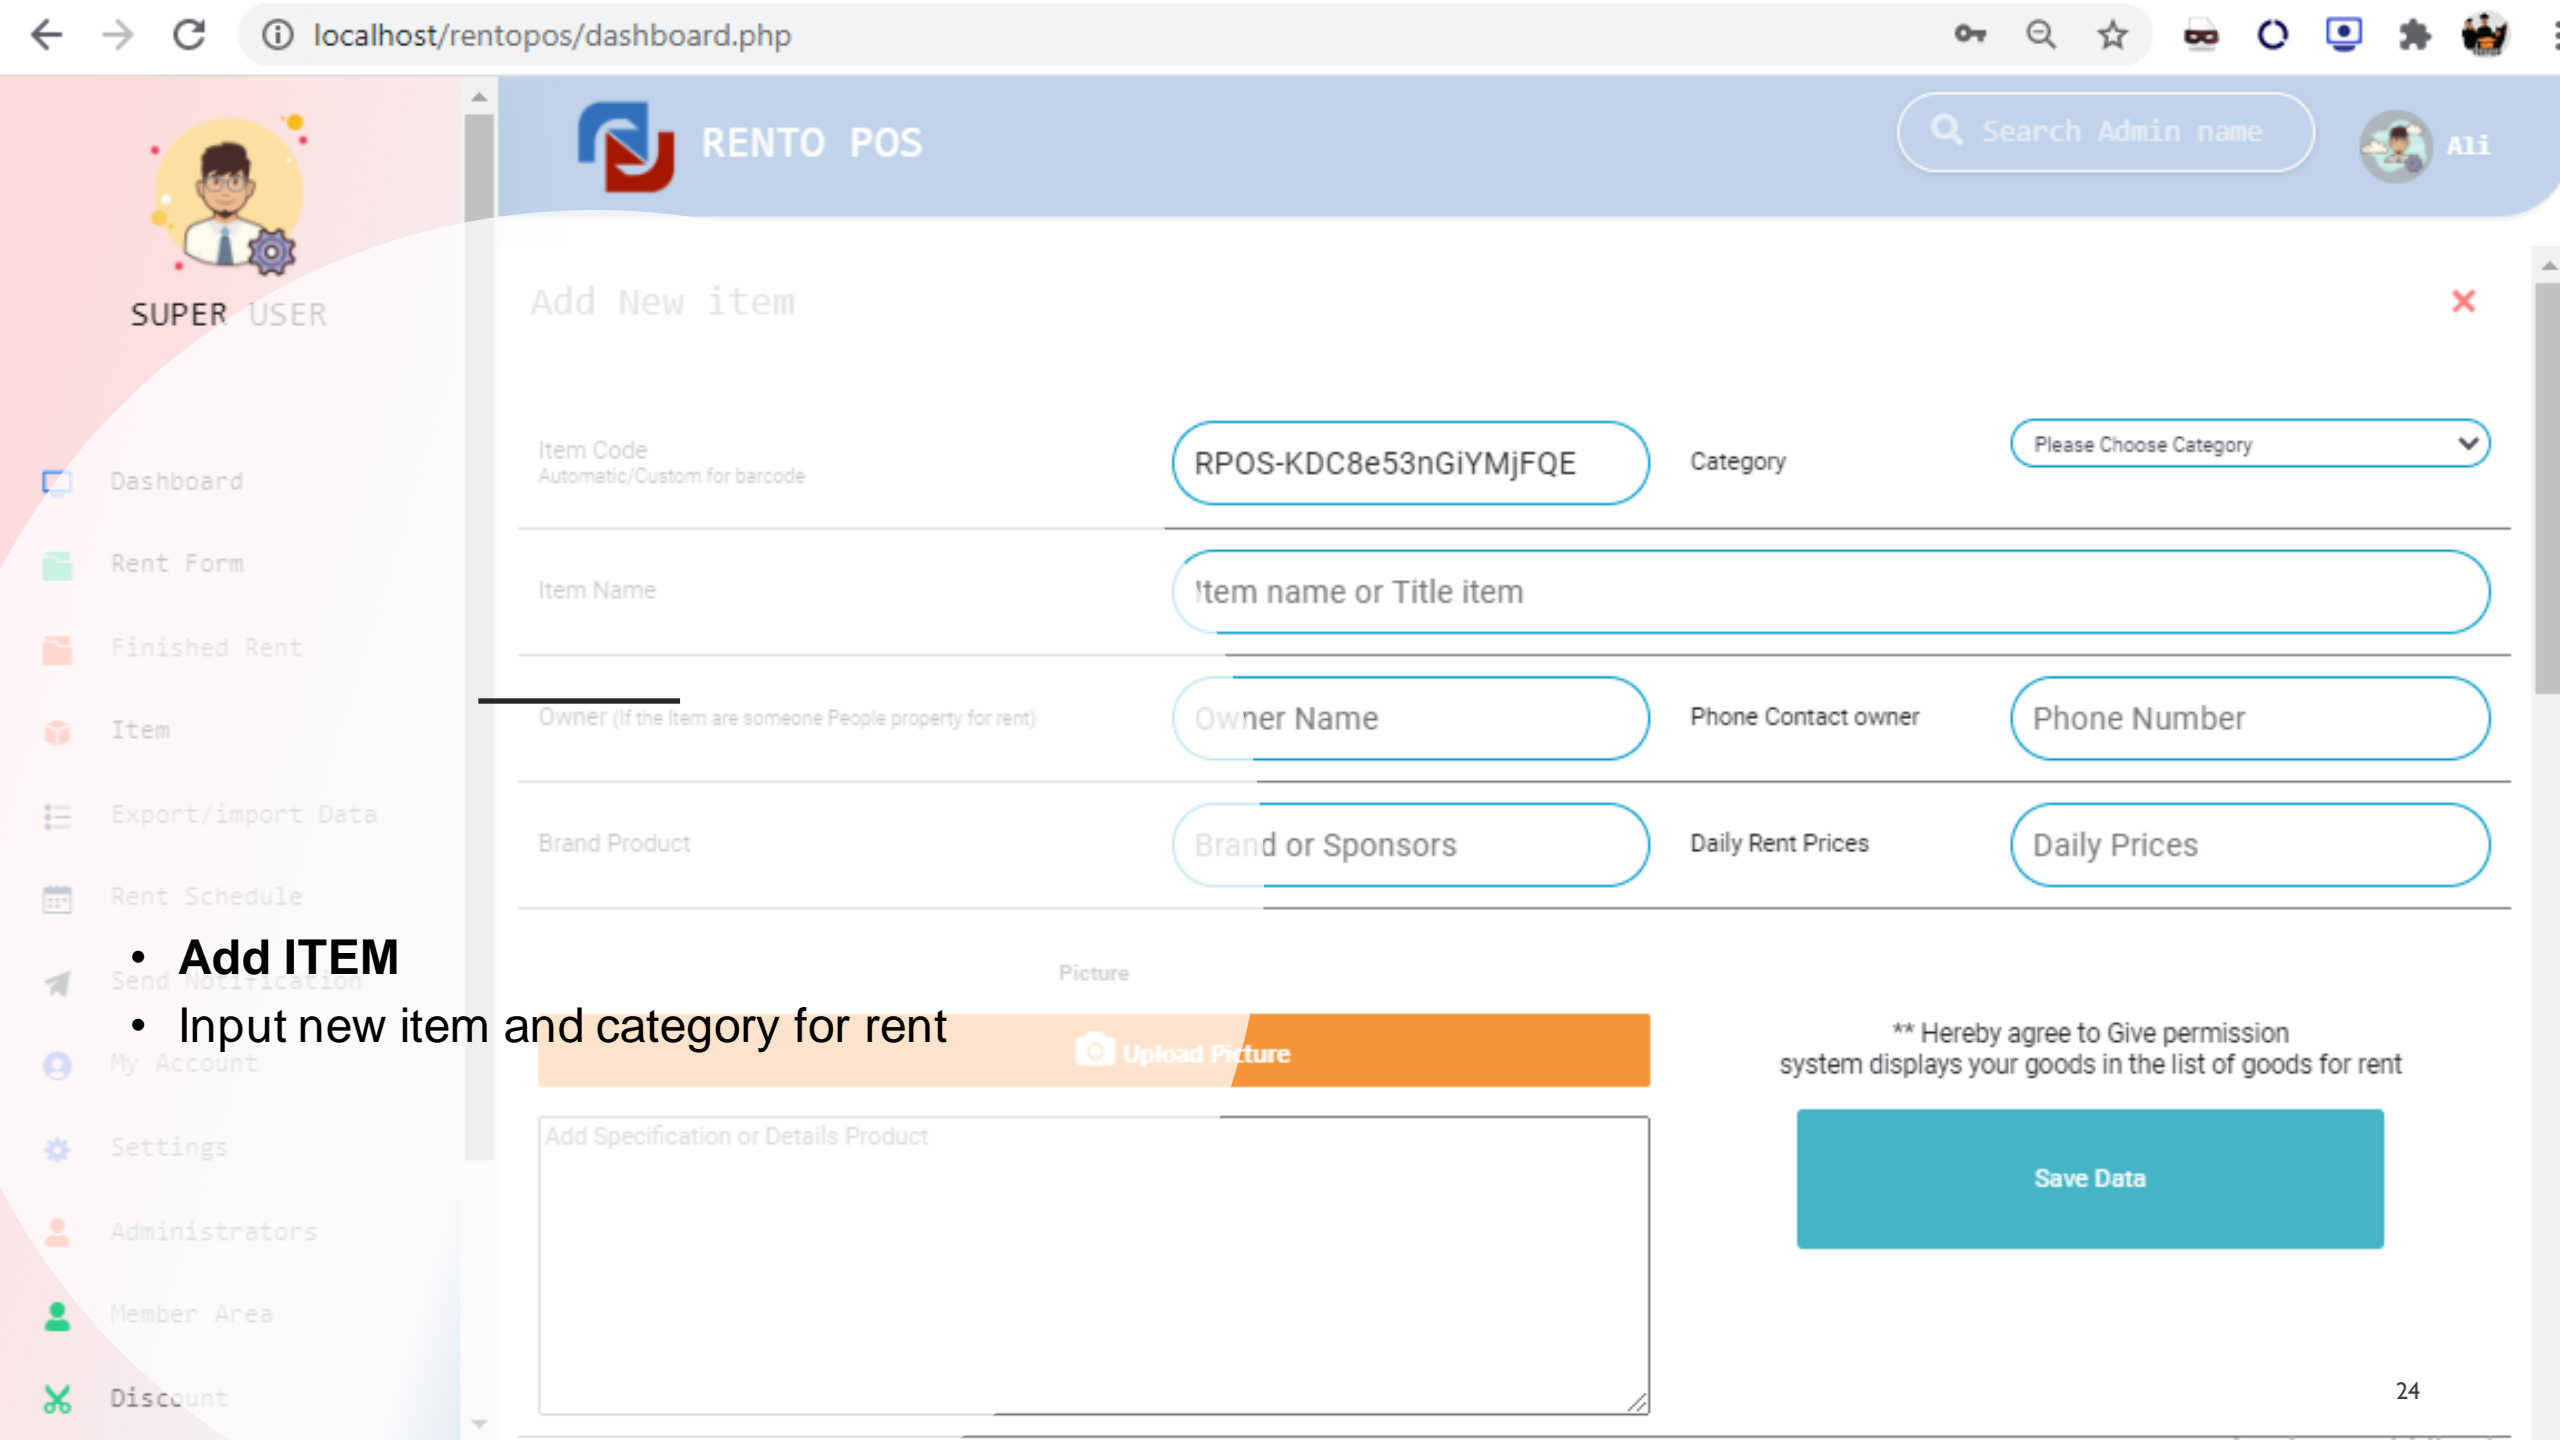 localhost/rentopos/dashboard.php
RENTO POS
Search Admin name
Ali
SUPER USER
Add New item
Item Code
Automatic/Custom for barcode
RPOS-KDC8e53nGiYMjFQE
Category
Please Choose Category
Item Name
Item name or Title item
Owner (If the Item are someone People property for rent)
Owner Name
Phone Contact owner
Phone Number
Brand Product
Brand or Sponsors
Daily Rent Prices
Daily Prices
Picture
Upload Picture
Add Specification or Details Product
** Hereby agree to Give permission
system displays your goods in the list of goods for rent
Save Data
Dashboard
Rent Form
Finished Rent
Item
Export/import Data
Rent Schedule
Send Notification
My Account
Settings
Administrators
Member Area
Discount
• Add ITEM
• Input new item and category for rent
24